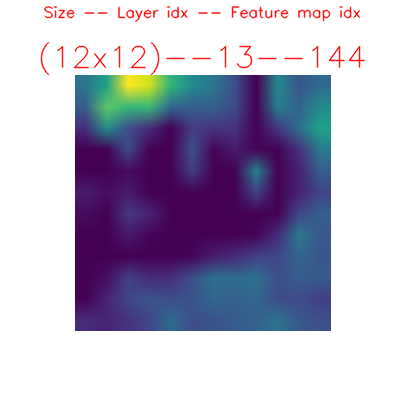 Size -- Layer idx -- Feature map idx
(12x12)--13--144